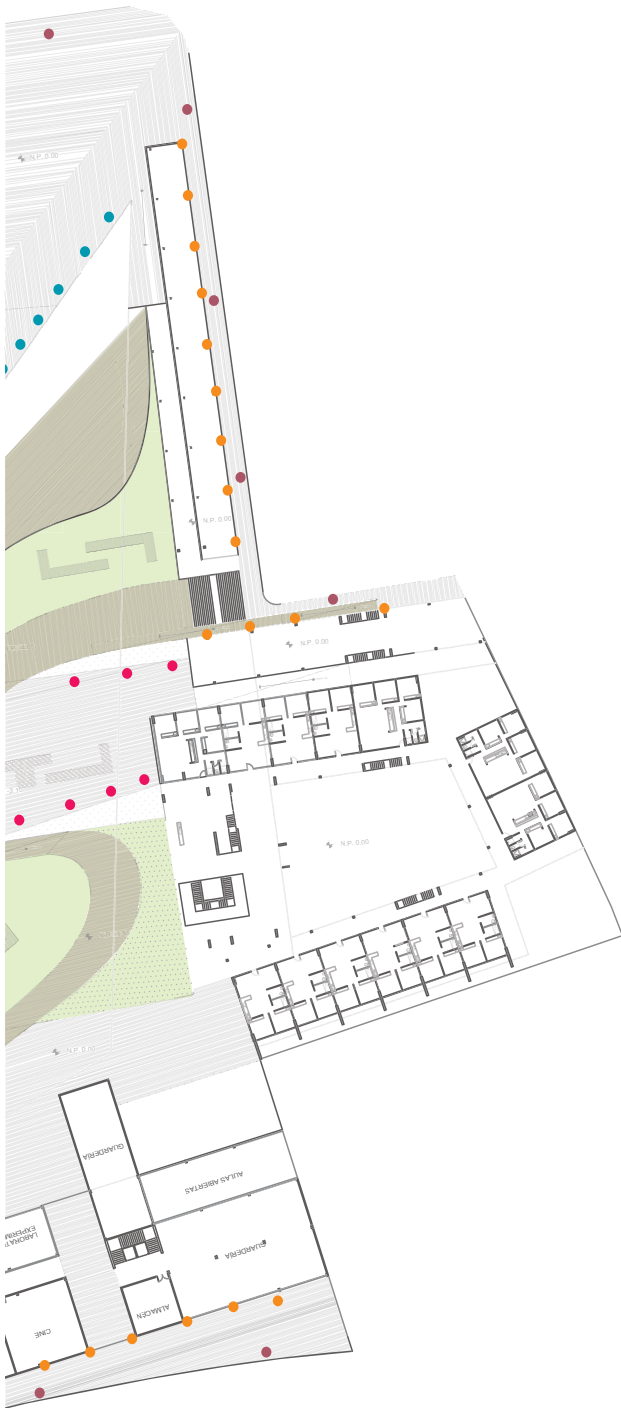 N.P. 0.00
N.P. 0.00
N.P. 0.00
N.P. 0.00
N.P. 0.00
GUARDERIA
AULAS ABIERTAS
GUARDERIA
ALMACEN
CINE